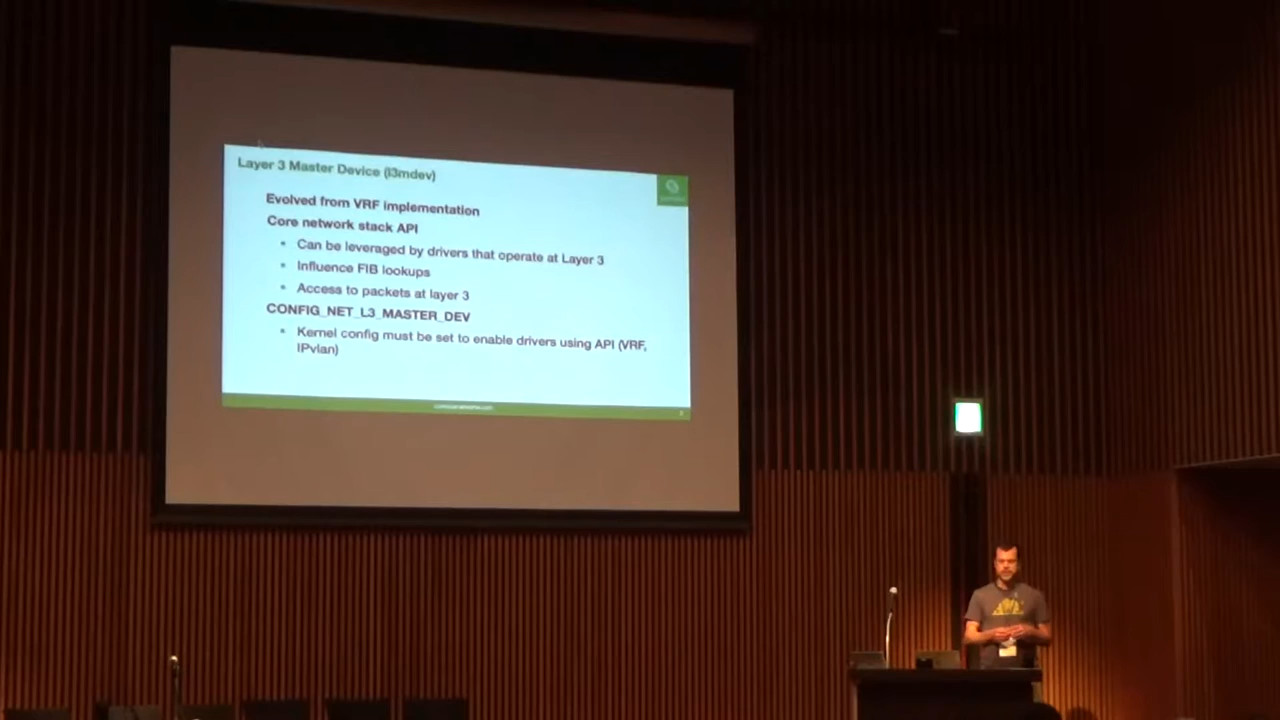 Layer 3 Master Device (l3mdev)
Evolved from VRF implementation
Core network stack API
Can be leveraged by drivers that operate at Layer 3
Influence FIB lookups
Access to packets at layer 3
CONFIG_NET_L3_MASTER_DEV
Kernel config must be set to enable drivers using API (VRF,
IPvlan)